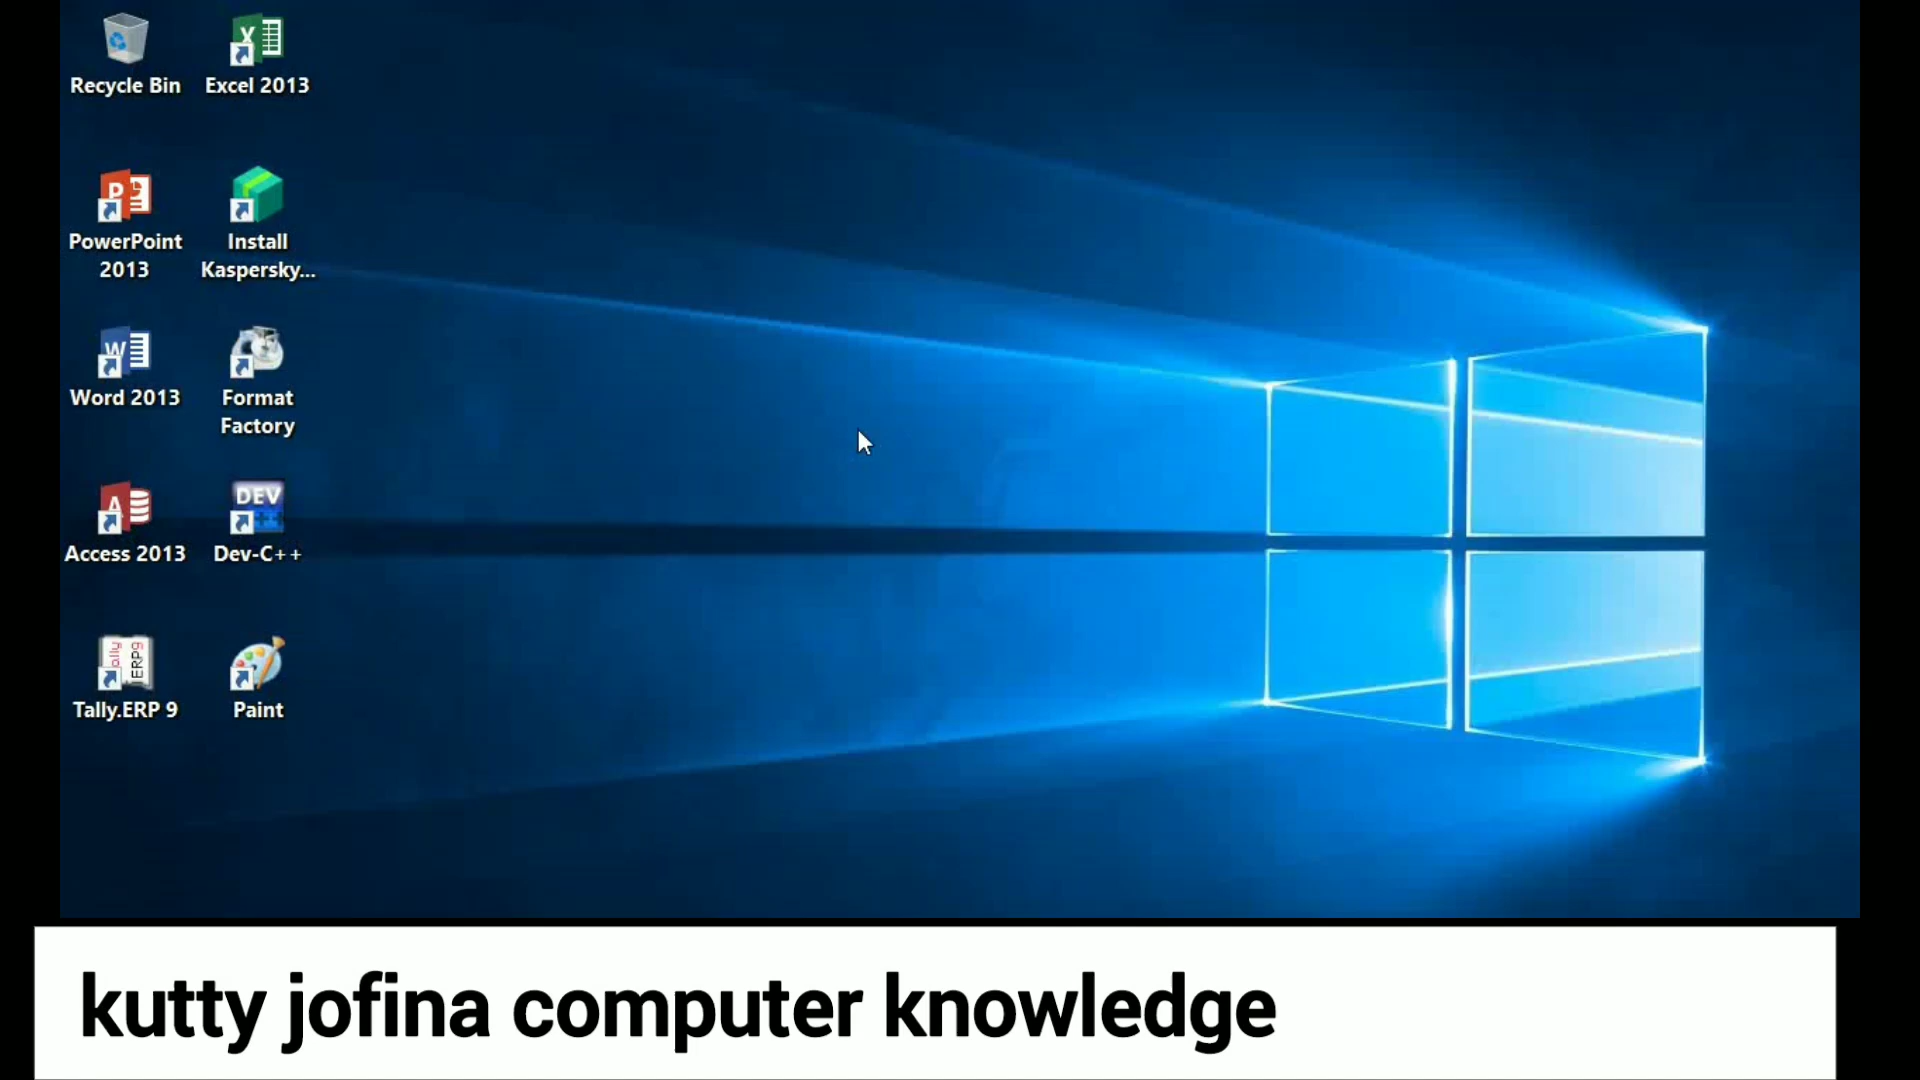 Recycle Bin
Excel 2013
PowerPoint
2013
Install
Kaspersky...
Word 2013
Format
Factory
Access 2013
DEV
Dev-C++
Tally.ERP 9
Paint
kutty jofina computer knowledge